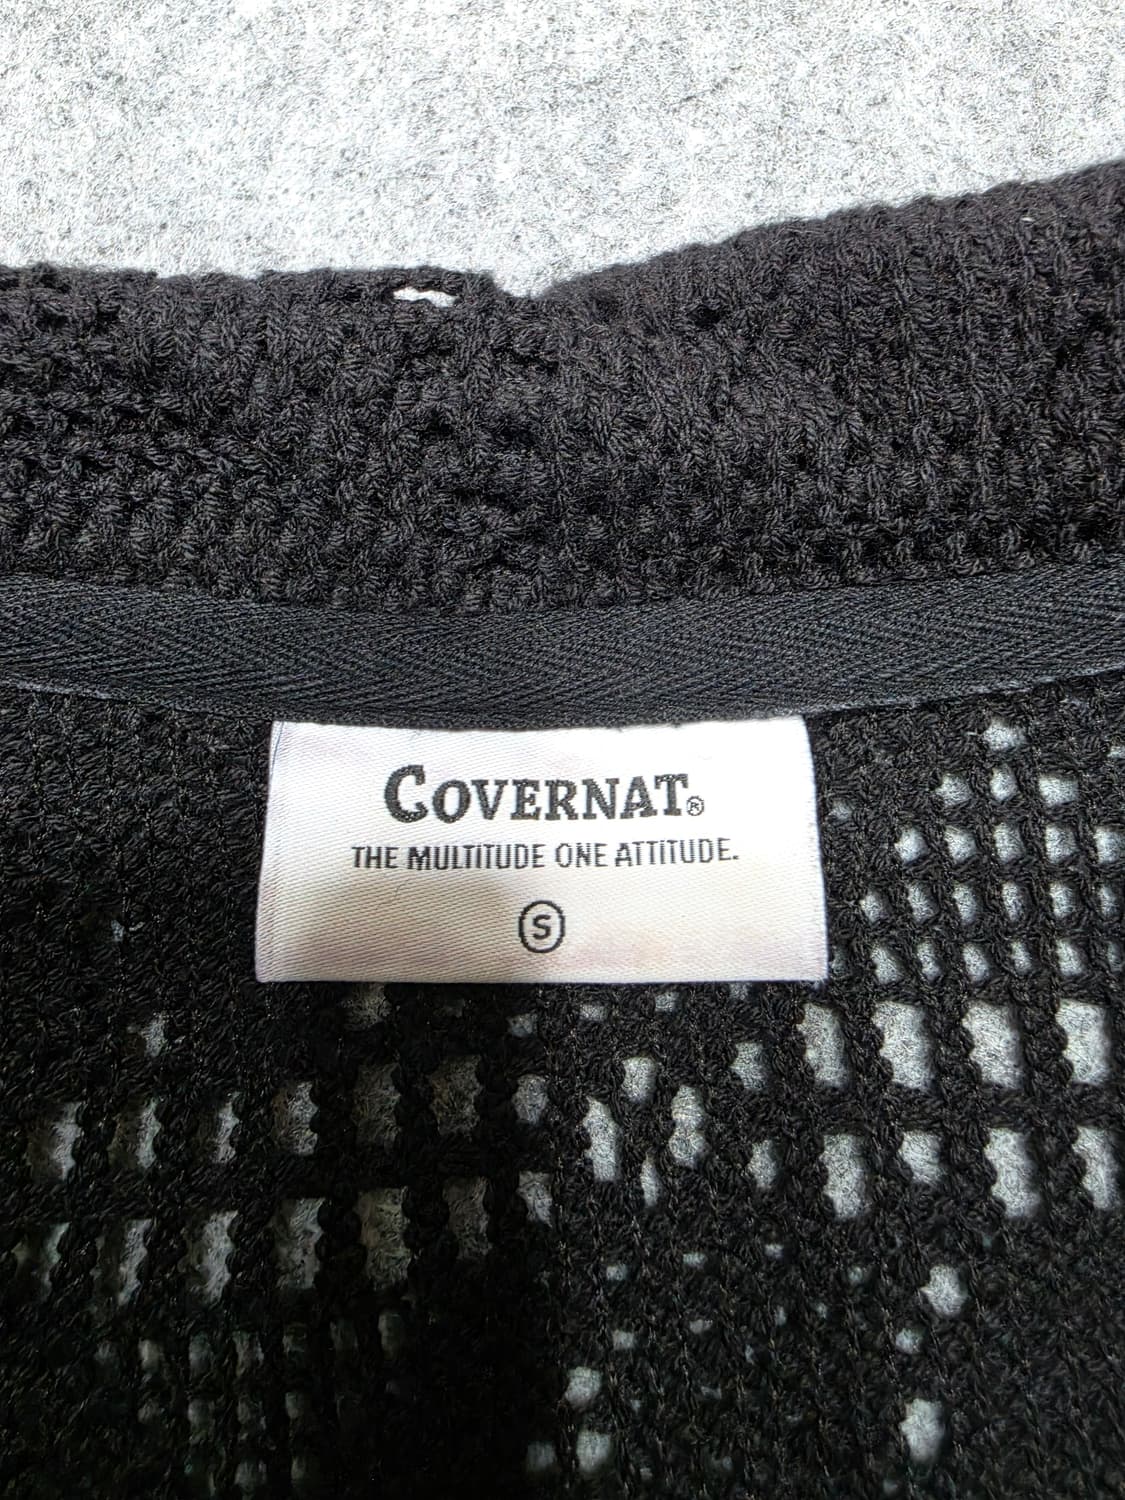 COVERNAT®
THE MULTITUDE ONE ATTITUDE.
S